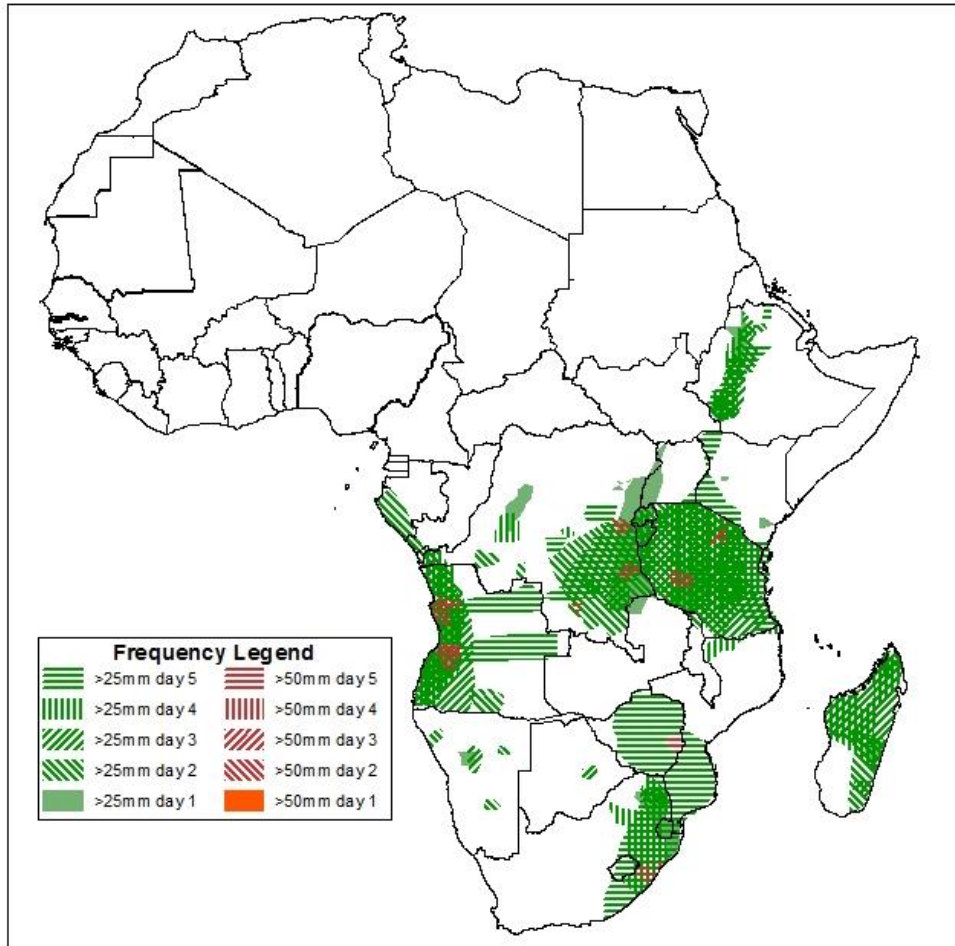 Frequency Legend
>25mm day 5 >50mm day 5
>25mm day 4 >50mm day 4
>25mm day 3 >50mm day 3
>25mm day 2 >50mm day 2
>25mm day 1 >50mm day 1